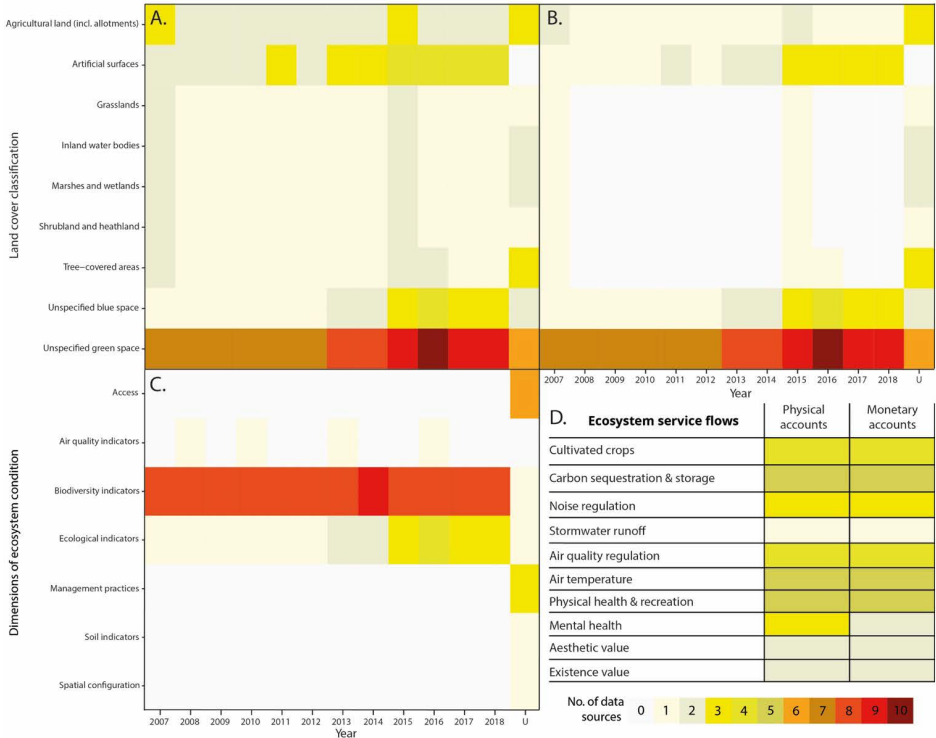 A.
B.
Land cover classification
Agricultural land (incl. allotments)
Artificial surfaces
Grasslands
Inland water bodies
Marshes and wetlands
Shrubland and heathland
Tree−covered areas
Unspecified blue space
Unspecified green space
2007 2008 2009 2010 2011 2012 2013 2014 2015 2016 2017 2018 U
Year
C.
Dimensions of ecosystem condition
Access
Air quality indicators
Biodiversity indicators
Ecological indicators
Management practices
Soil indicators
Spatial configuration
2007 2008 2009 2010 2011 2012 2013 2014 2015 2016 2017 2018 U
Year
D. Ecosystem service flows Physical accounts Monetary accounts
Cultivated crops
Carbon sequestration & storage
Noise regulation
Stormwater runoff
Air quality regulation
Air temperature
Physical health & recreation
Mental health
Aesthetic value
Existence value
No. of data sources
0 1 2 3 4 5 6 7 8 9 10